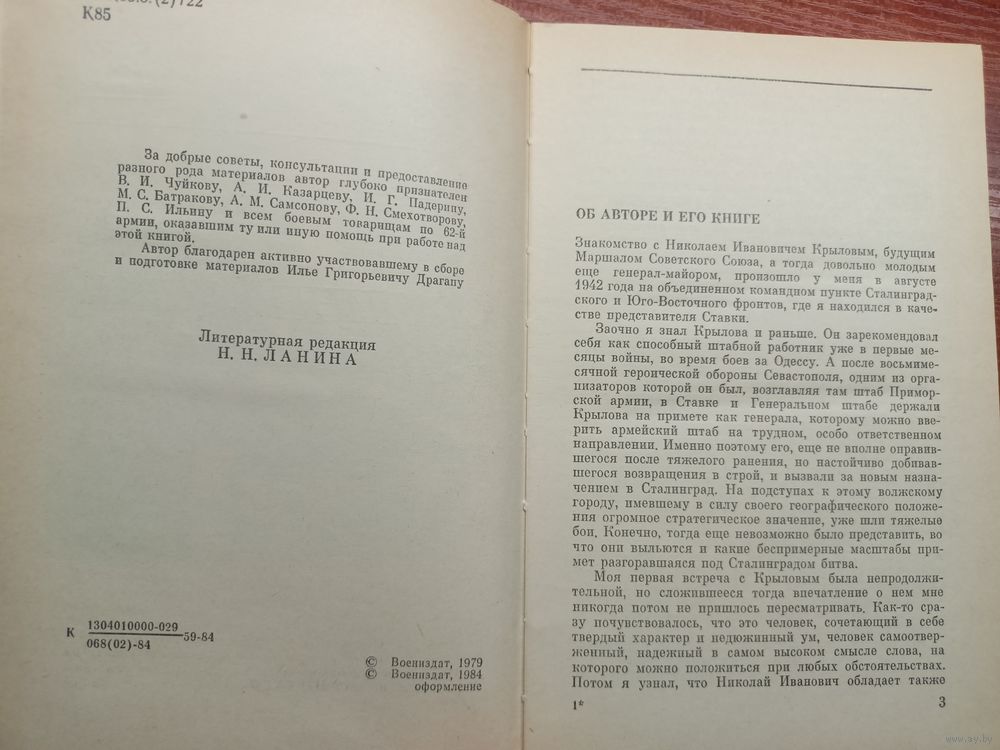 К85
За добрые советы, консультации и предоставление
разного рода материалов автор глубоко признателен
В. И. Чуйкову, А. И. Казарцеву, И. Г. Падерину,
М. С. Батракову, А. М. Самсонову, Ф. Н. Смехотворову,
П. С. Ильину и всем боевым товарищам по 62-й
армии, оказавшим ту или иную помощь при работе над
этой книгой.
Автор благодарен активно участвовавшему в сборе
и подготовке материалов Илье Григорьевичу Драгану
Литературная редакция
Н. Н. ЛАНИНА
К 1304010000-029
068(02)-84
59-84
© Воениздат, 1979
© Воениздат, 1984
оформление
ОБ АВТОРЕ И ЕГО КНИГЕ
Знакомство с Николаем Ивановичем Крыловым, будущим
Маршалом Советского Союза, а тогда довольно молодым
еще генерал-майором, произошло у меня в августе
1942 года на объединенном командном пункте Сталинград-
ского и Юго-Восточного фронтов, где я находился в каче-
стве представителя Ставки.
Заочно я знал Крылова и раньше. Он зарекомендовал
себя как способный штабной работник уже в первые ме-
сяцы войны, во время боев за Одессу. А после восьмиме-
сячной героической обороны Севастополя, одним из орга-
низаторов которой он был, возглавляя там штаб Примор-
ской армии, в Ставке и Генеральном штабе держали
Крылова на примете как генерала, которому можно вве-
рить армейский штаб на трудном, особо ответственном
направлении. Именно поэтому его, еще не вполне оправив-
шегося после тяжелого ранения, но настойчиво добивав-
шегося возвращения в строй, и вызвали за новым назна-
чением в Сталинград. На подступах к этому волжскому
городу, имевшему в силу своего географического положе-
ния огромное стратегическое значение, уже шли тяжелые
бои. Конечно, тогда еще невозможно было представить, во
что они выльются и какие беспримерные масштабы при-
мет разгоравшаяся под Сталинградом битва.
Моя первая встреча с Крыловым была непродолжи-
тельной, но сложившееся тогда впечатление о нем мне
никогда потом не пришлось пересматривать. Как-то сра-
зу почувствовалось, что это человек, сочетающий в себе
твердый характер и недюжинный ум, человек самоотвер-
женный, надежный в самом высоком смысле слова, на
которого можно положиться при любых обстоятельствах.
Потом я узнал, что Николай Иванович обладает также
1*
3
www.ay.by